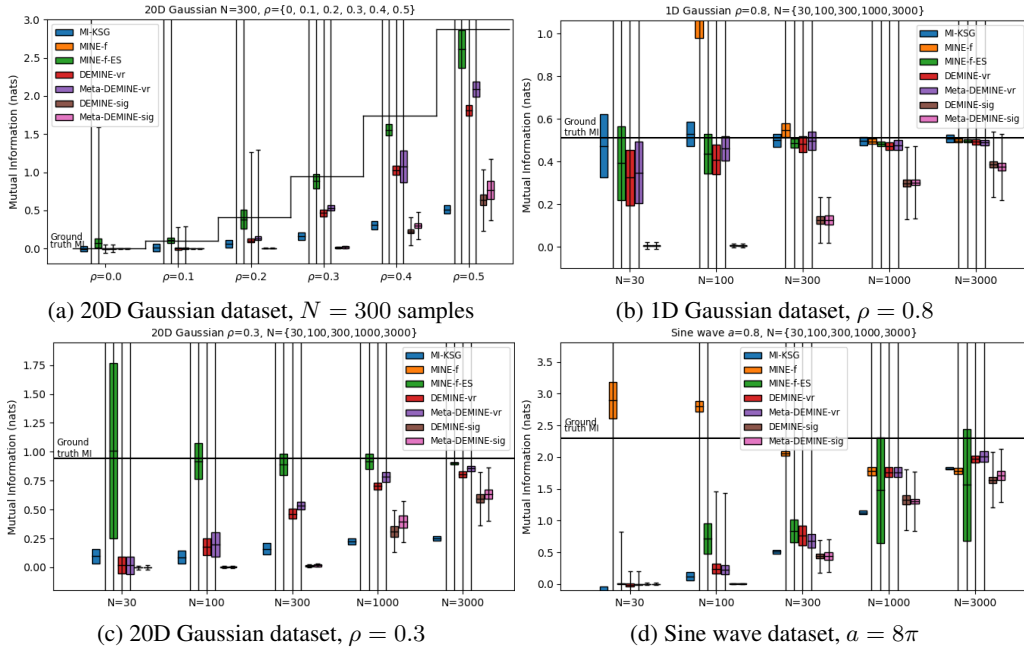 20D Gaussian N=300, ρ={0, 0.1, 0.2, 0.3, 0.4, 0.5}
Mutual Information (nats)
3.0
2.5
2.0
1.5
1.0
0.5
0.0
MI-KSG
MINE-f
MINE-f-ES
DEMINE-vr
Meta-DEMINE-vr
DEMINE-sig
Meta-DEMINE-sig
Ground
truth MI
ρ=0.0 ρ=0.1 ρ=0.2 ρ=0.3 ρ=0.4 ρ=0.5
(a) 20D Gaussian dataset, N = 300 samples
1D Gaussian ρ=0.8, N={30,100,300,1000,3000}
Mutual Information (nats)
1.0
0.8
0.6
0.4
0.2
0.0
MI-KSG
MINE-f
MINE-f-ES
DEMINE-vr
Meta-DEMINE-vr
DEMINE-sig
Meta-DEMINE-sig
Ground
truth MI
N=30 N=100 N=300 N=1000 N=3000
(b) 1D Gaussian dataset, ρ = 0.8
20D Gaussian ρ=0.3, N={30,100,300,1000,3000}
Mutual Information (nats)
1.75
1.50
1.25
1.00
0.75
0.50
0.25
0.00
MI-KSG
MINE-f
MINE-f-ES
DEMINE-vr
Meta-DEMINE-vr
DEMINE-sig
Meta-DEMINE-sig
Ground
truth MI
N=30 N=100 N=300 N=1000 N=3000
(c) 20D Gaussian dataset, ρ = 0.3
Sine wave a=0.8, N={30,100,300,1000,3000}
Mutual Information (nats)
3.5
3.0
2.5
2.0
1.5
1.0
0.5
0.0
MI-KSG
MINE-f
MINE-f-ES
DEMINE-vr
Meta-DEMINE-vr
DEMINE-sig
Meta-DEMINE-sig
Ground
truth MI
N=30 N=100 N=300 N=1000 N=3000
(d) Sine wave dataset, a = 8π